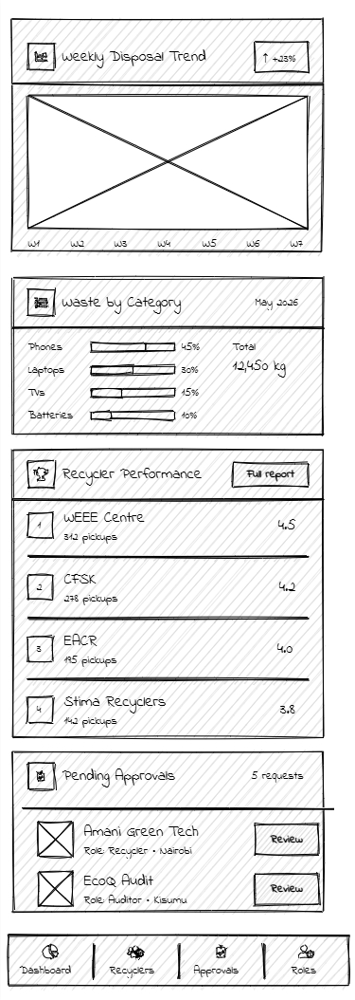 Weekly Disposal Trend
↑ +23%
W1 W2 W3 W4 W5 W6 W7
Waste by Category
May 2026
Phones 45%
Total
Laptops 30%
12,450 kg
TVs 15%
Batteries 10%
Recycler Performance
Full report
1 WEEE Centre 4.5
312 pickups
2 CFSK 4.2
278 pickups
3 EACR 4.0
195 pickups
4 Stima Recyclers 3.8
142 pickups
Pending Approvals
5 requests
Amani Green Tech
Role: Recycler • Nairobi
Review
EcoQ Audit
Role: Auditor • Kisumu
Review
Dashboard Recyclers Approvals Roles